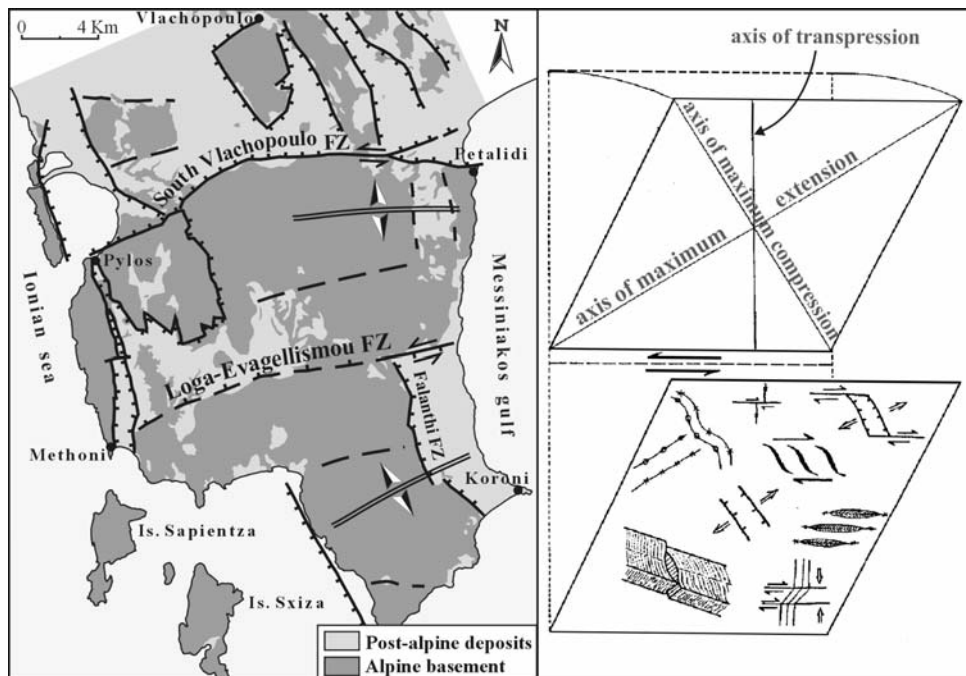 0 4 Km
Vlachopoulo
N
South Vlachopoulo FZ
Petalidi
Pylos
Ionian sea
Messiniakos gulf
Loga-Evagellismou FZ
Falanthi FZ
Methoni
Koroni
Is. Sapientza
Is. Sxiza
Post-alpine deposits
Alpine basement
axis of transpression
axis of maximum compression
axis of maximum extension